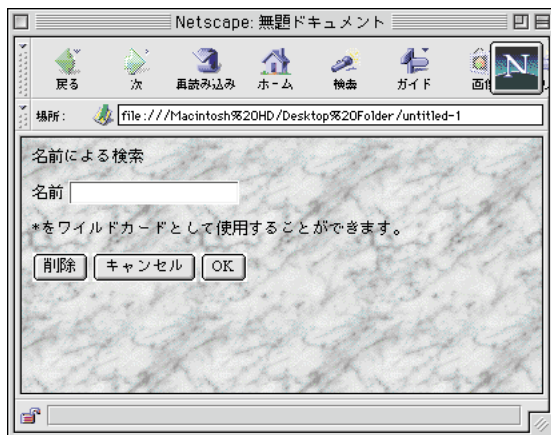 Netscape: 無題ドキュメント
戻る 次 再読み込み ホーム 検索 ガイド
場所: file:///Macintosh%20HD/Desktop%20Folder/untitled-1
名前による検索
名前
*をワイルドカードとして使用することができます。
削除 キャンセル OK